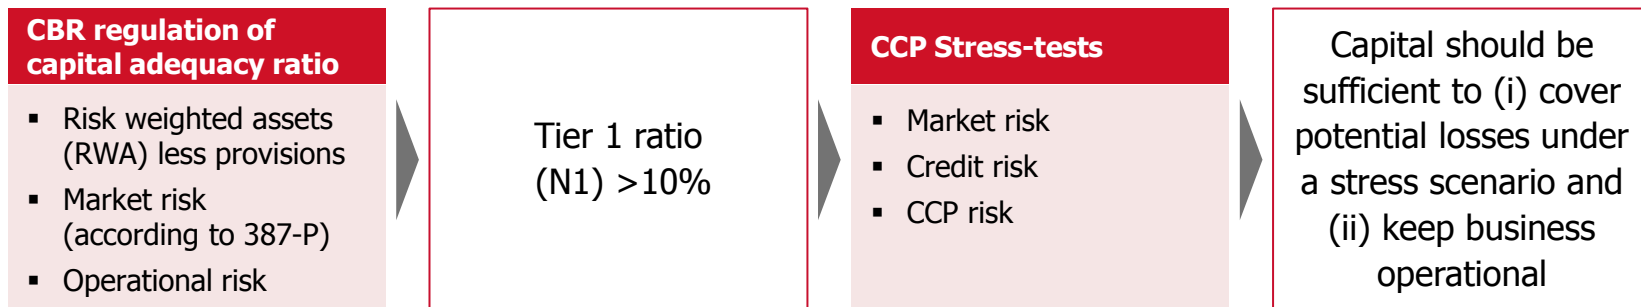 CBR regulation of
capital adequacy ratio
▪ Risk weighted assets
(RWA) less provisions
▪ Market risk
(according to 387-P)
▪ Operational risk
Tier 1 ratio
(N1) >10%
CCP Stress-tests
▪ Market risk
▪ Credit risk
▪ CCP risk
Capital should be
sufficient to (i) cover
potential losses under
a stress scenario and
(ii) keep business
operational